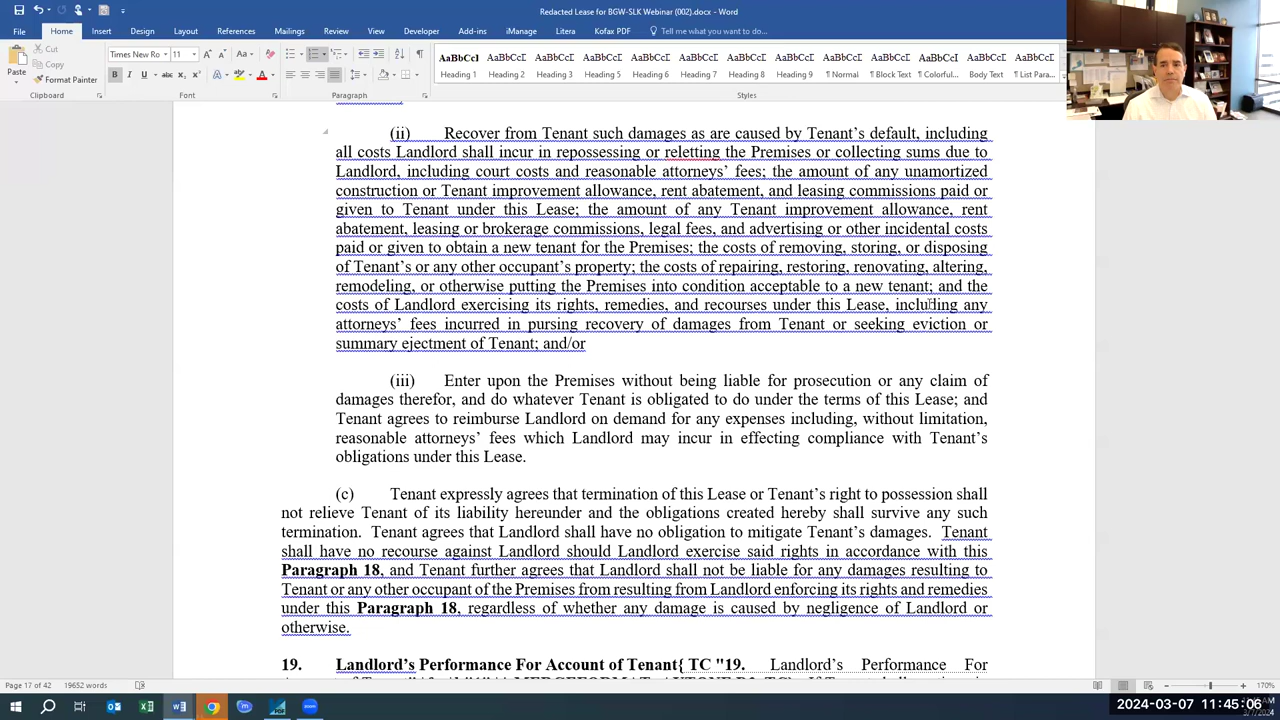 Redacted Lease for BGW-SLK Webinar (002).docx - Word
File Home Insert Design Layout References Mailings Review View Developer Add-ins iManage Litera Kofax PDF Tell me what you want to do...
Cut
Copy
Paste
Format Painter
Clipboard
Times New Ro 11
Paragraph
AaBbCcI AaBbCcI AaBbCcI AaBbCcI AaBbCcI AaBbCcI AaBbCcI AaBbCcI AaBbCcI AaBbCcI AaBbCcI AaBbCcI AaBbCcI
Heading 1 Heading 2 Heading 3 Heading 5 Heading 6 Heading 7 Heading 8 Heading 9 ¶ Normal ¶ Block Text ¶ Colorful... Body Text ¶ List Para...
Styles
(ii) Recover from Tenant such damages as are caused by Tenant’s default, including
all costs Landlord shall incur in repossessing or reletting the Premises or collecting sums due to
Landlord, including court costs and reasonable attorneys’ fees; the amount of any unamortized
construction or Tenant improvement allowance, rent abatement, and leasing commissions paid or
given to Tenant under this Lease; the amount of any Tenant improvement allowance, rent
abatement, leasing or brokerage commissions, legal fees, and advertising or other incidental costs
paid or given to obtain a new tenant for the Premises; the costs of removing, storing, or disposing
of Tenant’s or any other occupant’s property; the costs of repairing, restoring, renovating, altering,
remodeling, or otherwise putting the Premises into condition acceptable to a new tenant; and the
costs of Landlord exercising its rights, remedies, and recourses under this Lease, including any
attorneys’ fees incurred in pursing recovery of damages from Tenant or seeking eviction or
summary ejectment of Tenant; and/or
(iii) Enter upon the Premises without being liable for prosecution or any claim of
damages therefor, and do whatever Tenant is obligated to do under the terms of this Lease; and
Tenant agrees to reimburse Landlord on demand for any expenses including, without limitation,
reasonable attorneys’ fees which Landlord may incur in effecting compliance with Tenant’s
obligations under this Lease.
(c) Tenant expressly agrees that termination of this Lease or Tenant’s right to possession shall
not relieve Tenant of its liability hereunder and the obligations created hereby shall survive any such
termination. Tenant agrees that Landlord shall have no obligation to mitigate Tenant’s damages. Tenant
shall have no recourse against Landlord should Landlord exercise said rights in accordance with this
Paragraph 18, and Tenant further agrees that Landlord shall not be liable for any damages resulting to
Tenant or any other occupant of the Premises from resulting from Landlord enforcing its rights and remedies
under this Paragraph 18, regardless of whether any damage is caused by negligence of Landlord or
otherwise.
19. Landlord’s Performance For Account of Tenant{ TC "19. Landlord’s Performance For
Page 17 of 42 19652 words 170%
2024-03-07 11:45:06